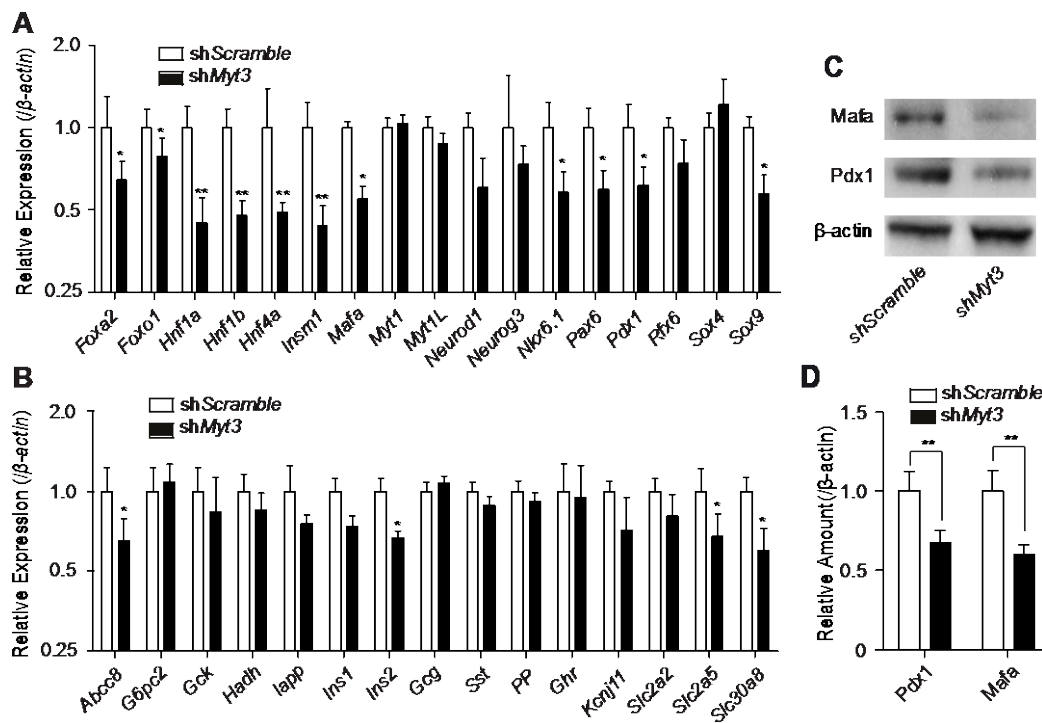 A
Relative Expression (/β-actin)
2.0
1.0
0.5
0.25
shScramble
shMyt3
* * ** ** ** ** * * * * *
Foxa2 Foxo1 Hnf1a Hnf1b Hnf4a Insm1 Mafa Myt1 Myt1L Neurod1 Neurog3 Nkx6.1 Pax6 Pdx1 Rfx6 Sox4 Sox9
B
Relative Expression (/β-actin)
2.0
1.0
0.5
0.25
shScramble
shMyt3
* * * *
Abcc8 G6pc2 Gck Hadh Iapp Ins1 Ins2 Gcg Sst PP Ghr Kcnj11 Slc2a2 Slc2a5 Slc30a8
C
Mafa
Pdx1
β-actin
shScramble shMyt3
D
Relative Amount(/β-actin)
1.5
1.0
0.5
0
shScramble
shMyt3
** **
Pdx1 Mafa